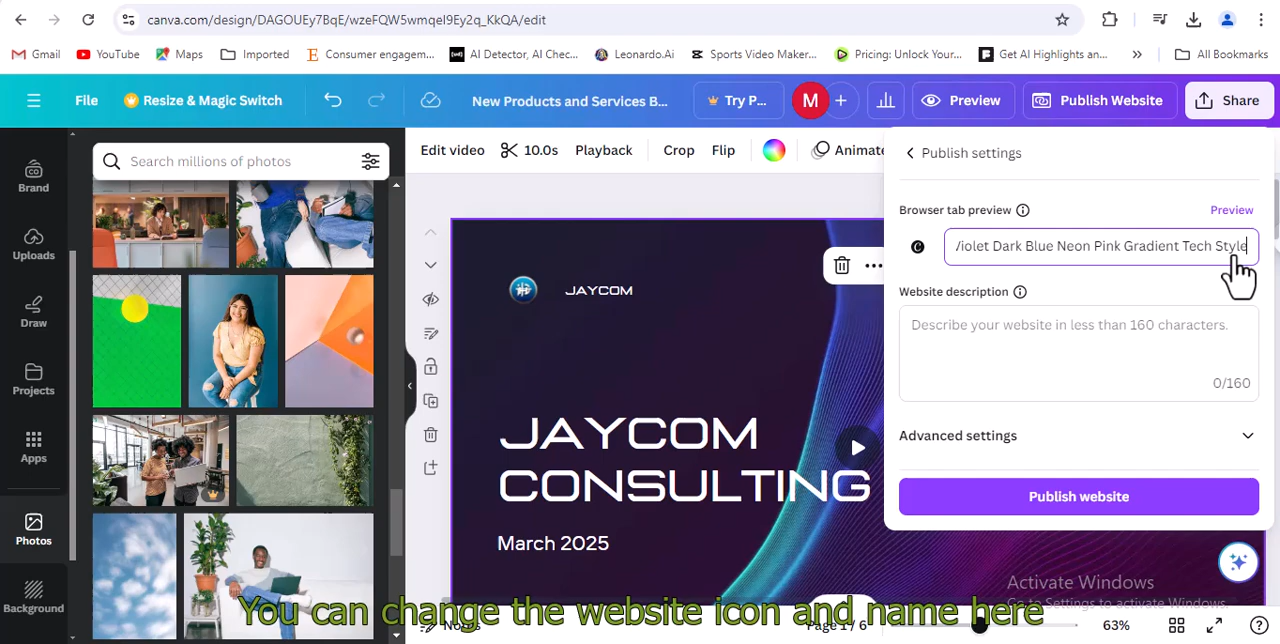 canva.com/design/DAGOUEy7BqE/wzeFQW5wmqeI9Ey2q_KkQA/edit
Gmail YouTube Maps Imported Consumer engagem... AI Detector, AI Chec... Leonardo.Ai Sports Video Maker... Pricing: Unlock Your... Get AI Highlights an... » All Bookmarks
File Resize & Magic Switch New Products and Services B... Try P... M + Preview Publish Website Share
Search millions of photos
Edit video 10.0s Playback Crop Flip Animate
Publish settings
Brand
Browser tab preview Preview
Violet Dark Blue Neon Pink Gradient Tech Style
Uploads
JAYCOM
Website description
Describe your website in less than 160 characters.
0/160
Draw
Projects
Advanced settings
JAYCOM
CONSULTING
Apps
Publish website
Photos
March 2025
Activate Windows
Go to Settings to activate Windows.
Background
You can change the website icon and name here
Notes Page 1 / 6 63%